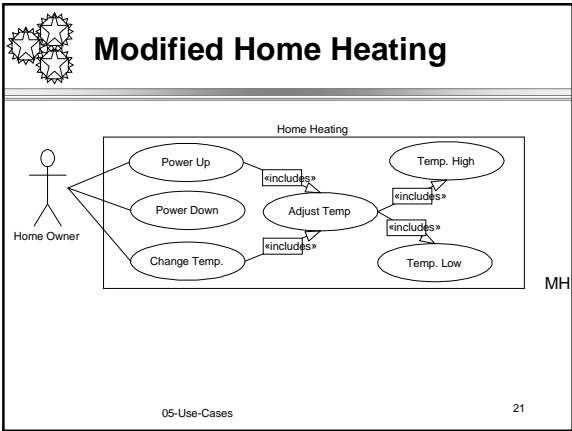 Modified Home Heating
Home Heating
Power Up
Temp. High
«includes»
«includes»
Power Down
Adjust Temp
Home Owner
«includes»
«includes»
Change Temp.
Temp. Low
MH
05-Use-Cases
21